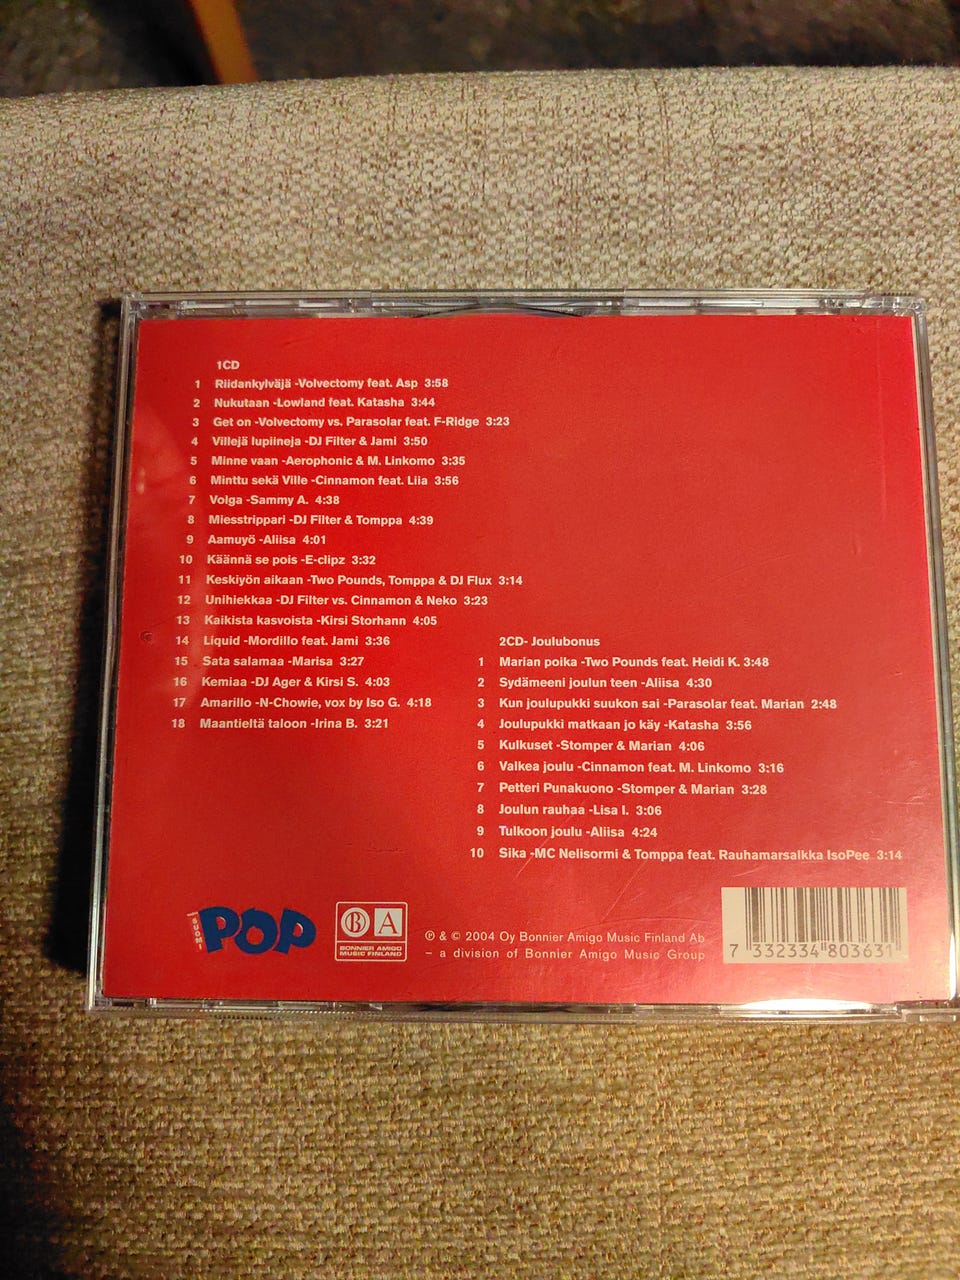 1CD
1 Riidankylväjä -Volvectomy feat. Asp 3:58
2 Nukutaan -Lowland feat. Katasha 3:44
3 Get on -Volvectomy vs. Parasolar feat. F-Ridge 3:23
4 Villejä lupiineja -DJ Filter & Jami 3:50
5 Minne vaan -Aerophonic & M. Linkomo 3:35
6 Minttu sekä Ville -Cinnamon feat. Liia 3:56
7 Volga -Sammy A. 4:38
8 Miesstrippari -DJ Filter & Tomppa 4:39
9 Aamuyö -Aliisa 4:01
10 Käännä se pois -E-clipz 3:32
11 Keskiyön aikaan -Two Pounds, Tomppa & DJ Flux 3:14
12 Unihiekkaa -DJ Filter vs. Cinnamon & Neko 3:23
13 Kaikista kasvoista -Kirsi Storhann 4:05
14 Liquid -Mordillo feat. Jami 3:36
15 Sata salamaa -Marisa 3:27
16 Kemiaa -DJ Ager & Kirsi S. 4:03
17 Amarillo -N-Chowie, vox by Iso G. 4:18
18 Maantieltä taloon -Irina B. 3:21
2CD- Joulubonus
1 Marian poika -Two Pounds feat. Heidi K. 3:48
2 Sydämeeni joulun teen -Aliisa 4:30
3 Kun joulupukki suukon sai -Parasolar feat. Marian 2:48
4 Joulupukki matkaan jo käy -Katasha 3:56
5 Kulkuset -Stomper & Marian 4:06
6 Valkea joulu -Cinnamon feat. M. Linkomo 3:16
7 Petteri Punakuono -Stomper & Marian 3:28
8 Joulun rauhaa -Lisa I. 3:06
9 Tulkoon joulu -Aliisa 4:24
10 Sika -MC Nelisormi & Tomppa feat. Rauhamarsalkka IsoPee 3:14
SUOMI POP
B A
BONNIER AMIGO
MUSIC FINLAND
℗ & © 2004 Oy Bonnier Amigo Music Finland Ab
– a division of Bonnier Amigo Music Group
7 332334 803631